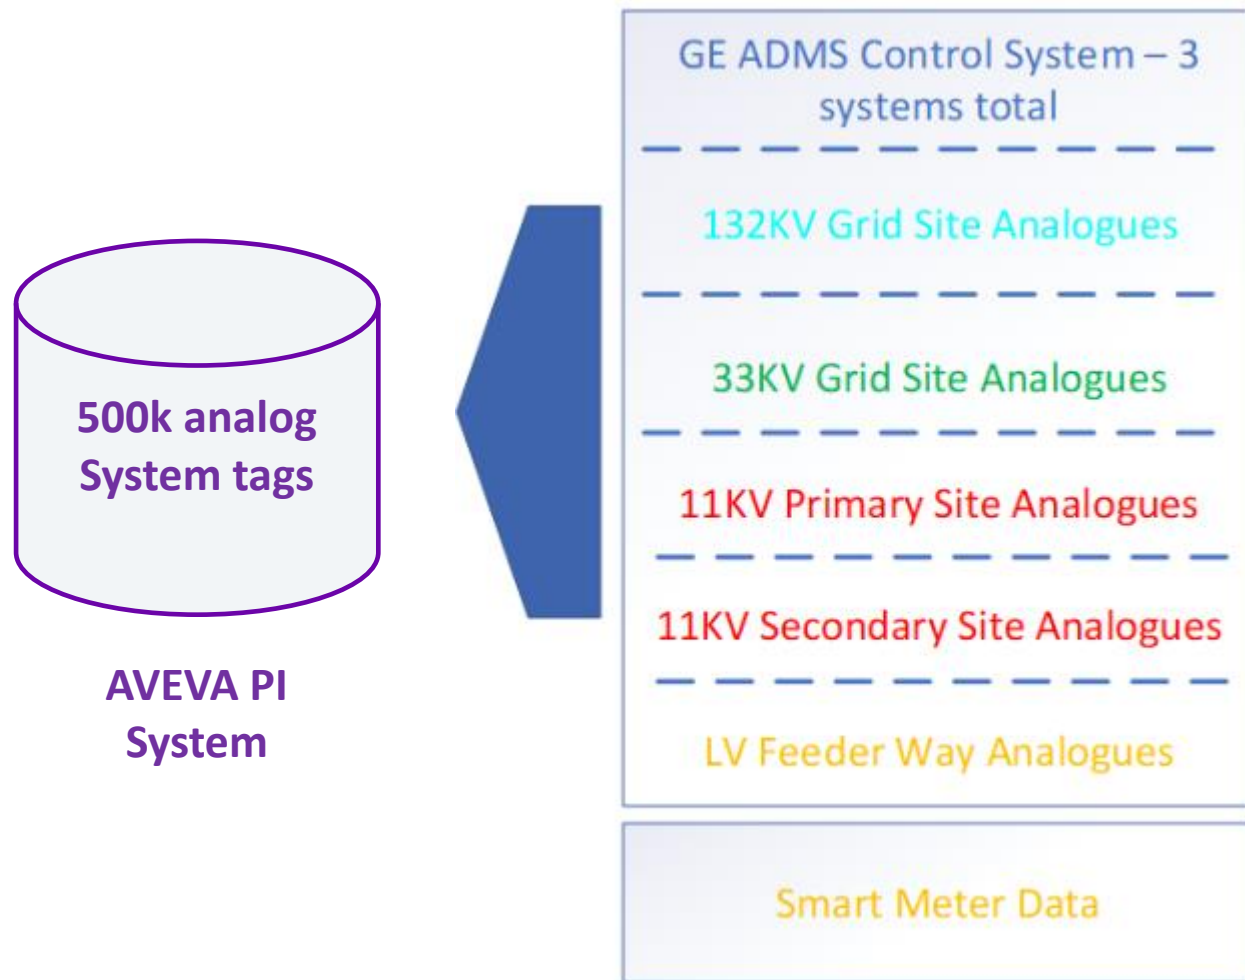 500k analog
System tags
AVEVA PI
System
GE ADMS Control System – 3
systems total
132KV Grid Site Analogues
33KV Grid Site Analogues
11KV Primary Site Analogues
11KV Secondary Site Analogues
LV Feeder Way Analogues
Smart Meter Data